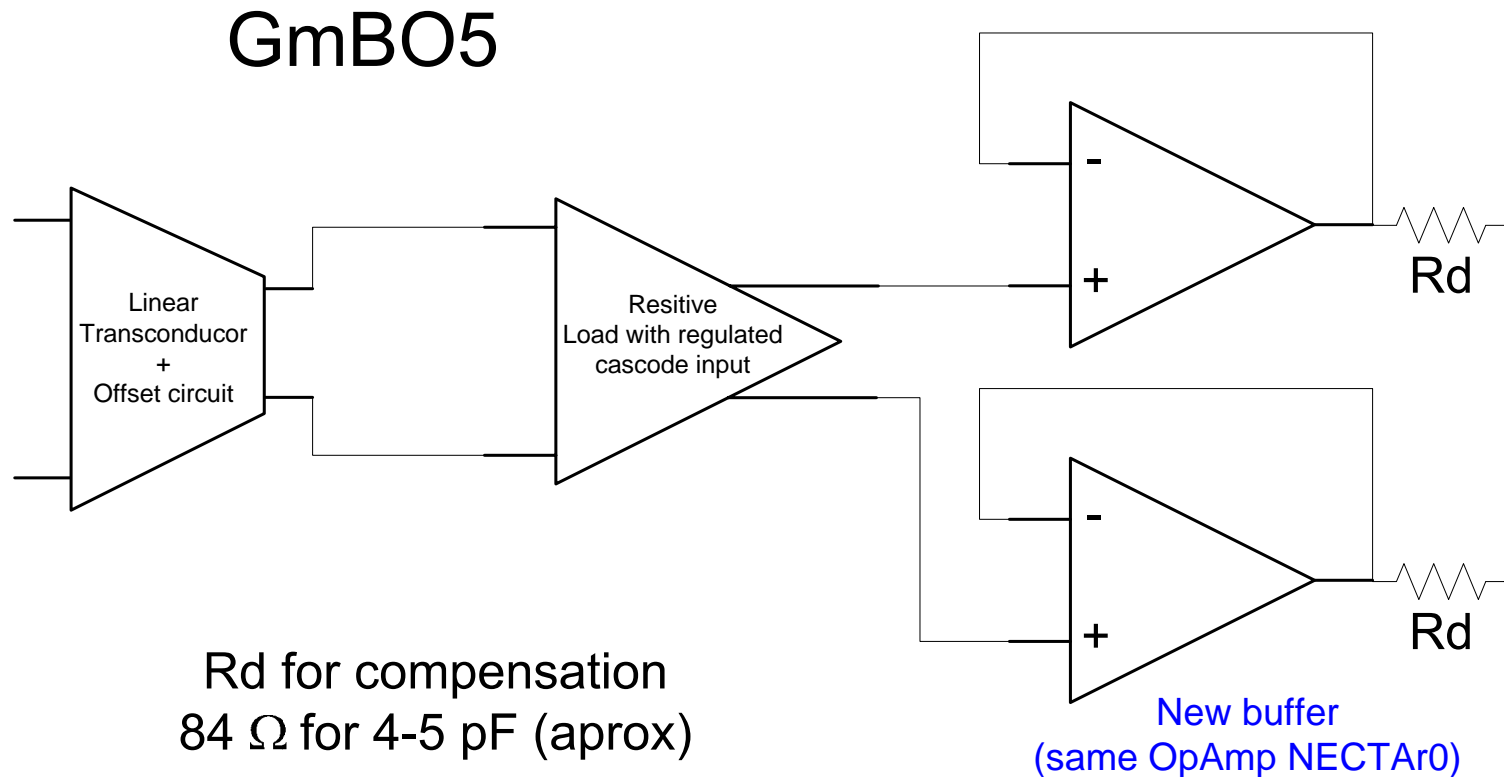 GmBO5
-
+
Rd
Linear
Transconducor
+
Offset circuit
Resitive
Load with regulated
cascode input
-
+
Rd
Rd for compensation
84 Ω for 4-5 pF (aprox)
New buffer
(same OpAmp NECTAr0)